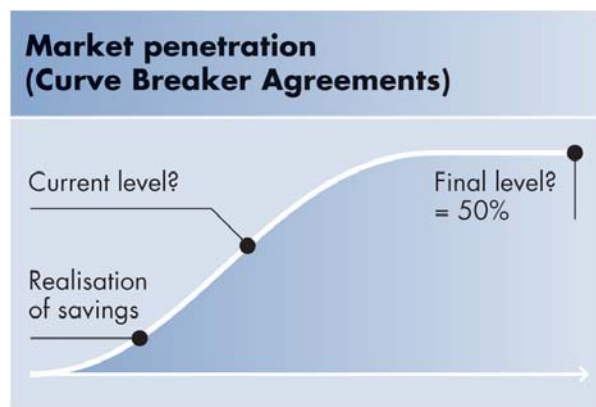 Market penetration
(Curve Breaker Agreements)
Current level?
Final level?
= 50%
Realisation
of savings